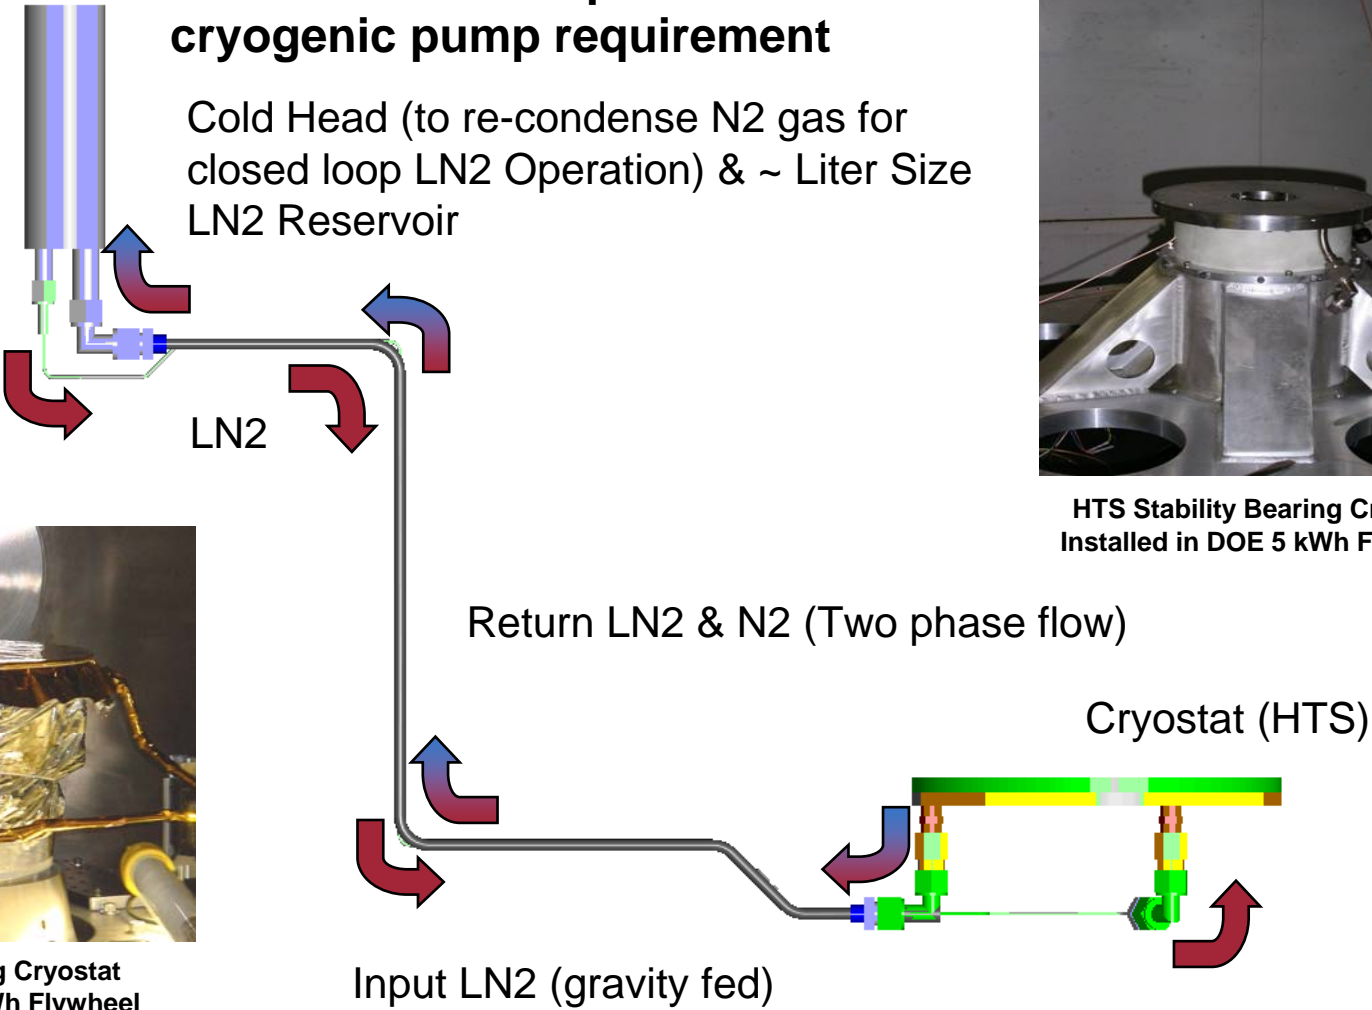 cryogenic pump requirement
Cold Head (to re-condense N2 gas for
closed loop LN2 Operation) & ~ Liter Size
LN2 Reservoir
LN2
HTS Stability Bearing
Installed in DOE 5 kWh
Return LN2 & N2 (Two phase flow)
Cryostat (HTS)
Cryostat
Flywheel
Input LN2 (gravity fed)